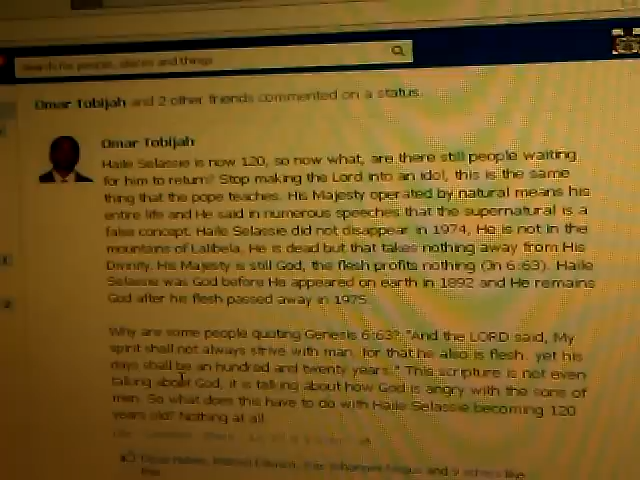 Search for people, places and things
Omar Tobijah and 2 other friends commented on a status.
Omar Tobijah
Haile Selassie is now 120, so now what, are there still people waiting
for him to return? Stop making the Lord into an idol, this is the same
thing that the pope teaches. His Majesty operated by natural means his
entire life and He said in numerous speeches that the supernatural is a
false concept. Haile Selassie did not disappear in 1974, He is not in the
mountains of Lalibela. He is dead but that takes nothing away from His
Divinity. His Majesty is still God, the flesh profits nothing (Jn 6:63). Haile
Selassie was God before He appeared on earth in 1892 and He remains
God after his flesh passed away in 1975.
Why are some people quoting Genesis 6:63?: "And the LORD said, My
spirit shall not always strive with man, for that he also is flesh: yet his
days shall be an hundred and twenty years." This scripture is not even
talking about God, it is talking about how God is angry with the sons of
men. So what does this have to do with Haile Selassie becoming 120
years old? Nothing at all.
and 9 others like
this.